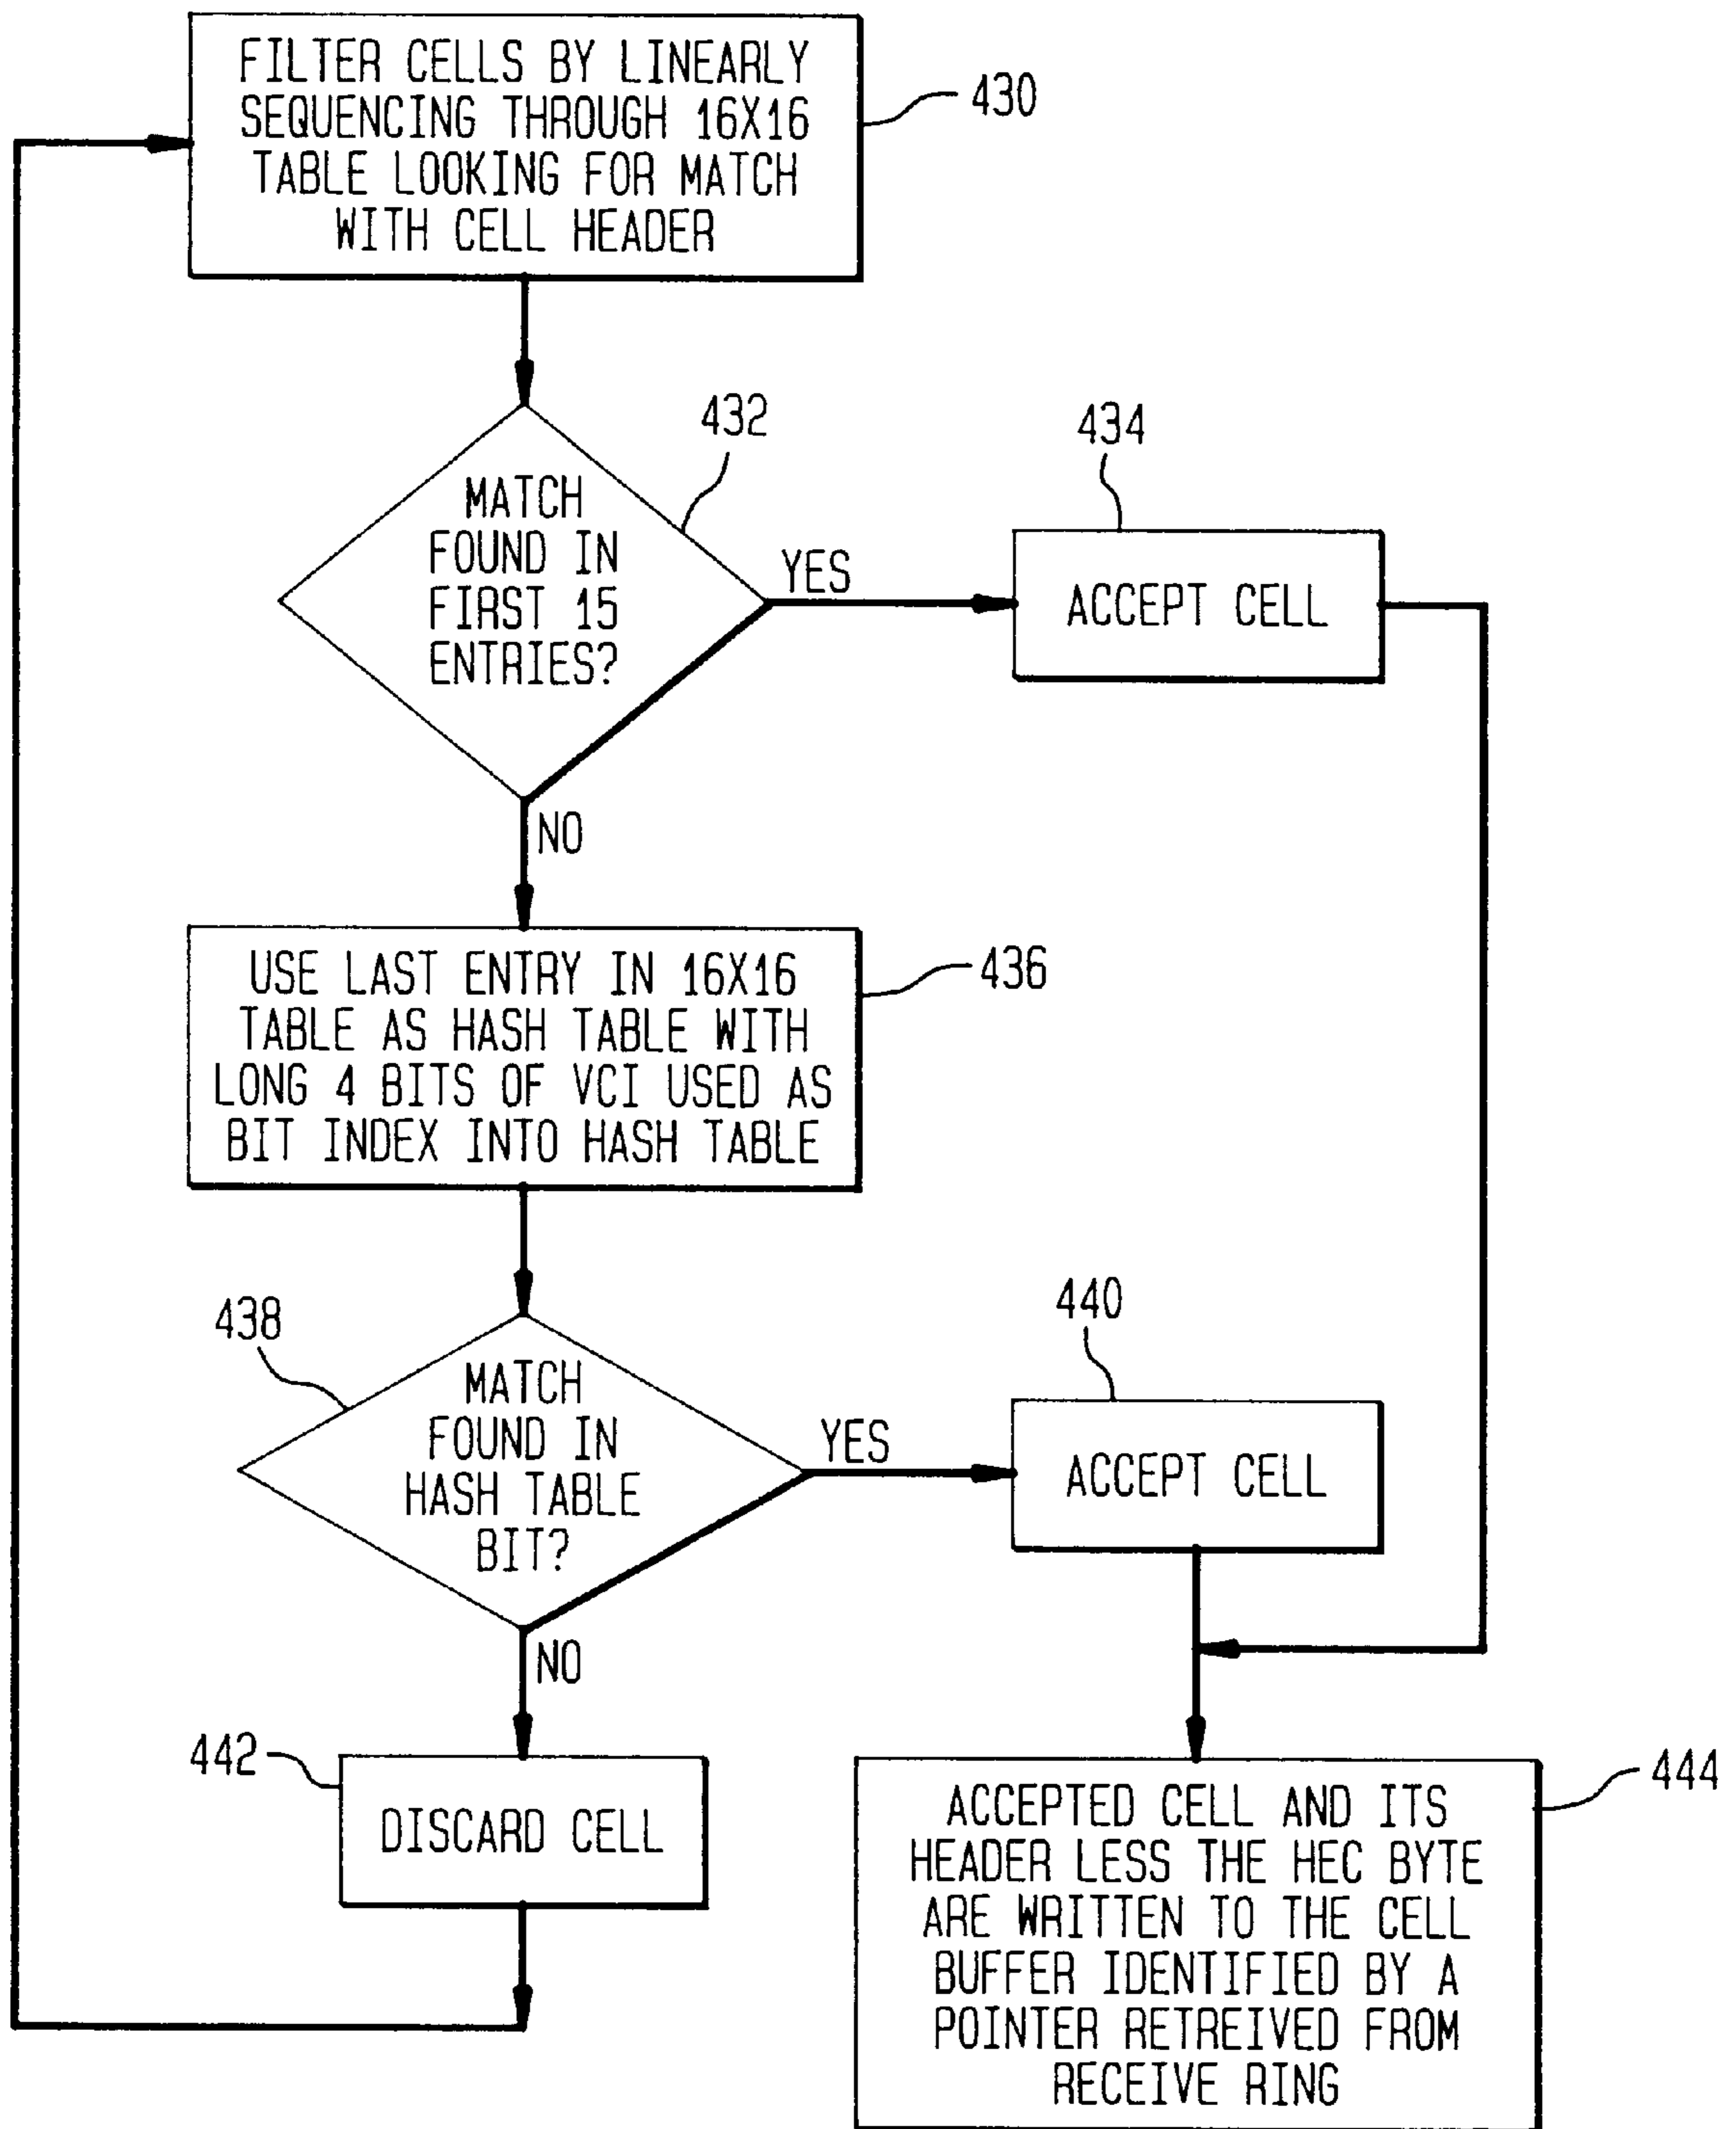 FILTER CELLS BY LINEARLY
SEQUENCING THROUGH 16X16
TABLE LOOKING FOR MATCH
WITH CELL HEADER
430
432
MATCH
FOUND IN
FIRST 15
ENTRIES?
YES
434
ACCEPT CELL
NO
USE LAST ENTRY IN 16X16
TABLE AS HASH TABLE WITH
LONG 4 BITS OF VCI USED AS
BIT INDEX INTO HASH TABLE
436
438
MATCH
FOUND IN
HASH TABLE
BIT?
YES
440
ACCEPT CELL
NO
442
DISCARD CELL
ACCEPTED CELL AND ITS
HEADER LESS THE HEC BYTE
ARE WRITTEN TO THE CELL
BUFFER IDENTIFIED BY A
POINTER RETREIVED FROM
RECEIVE RING
444